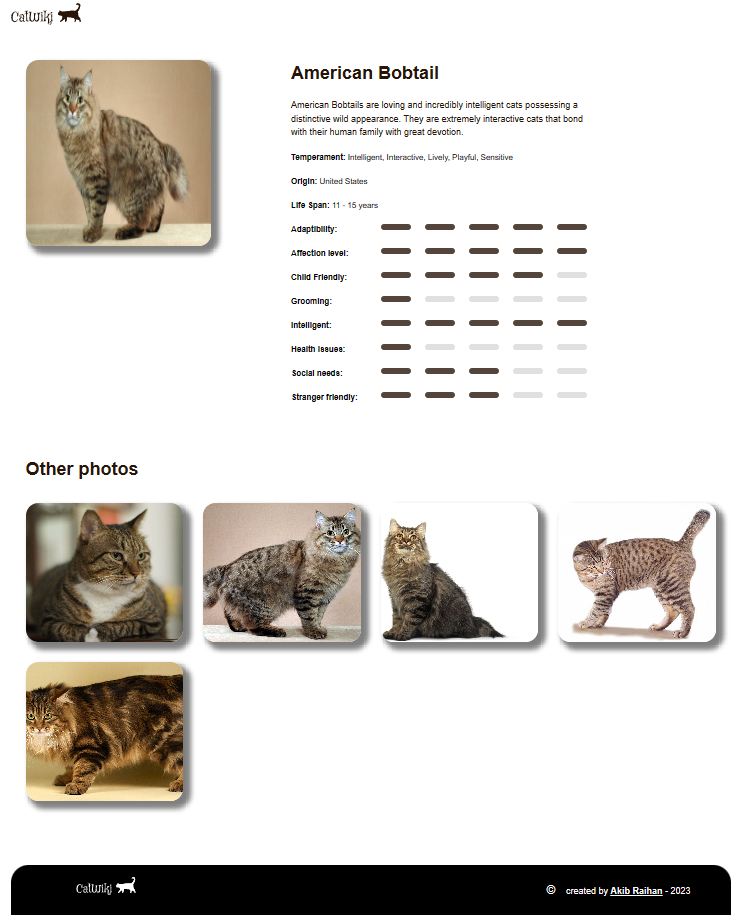 CatWiki
American Bobtail
American Bobtails are loving and incredibly intelligent cats possessing a
distinctive wild appearance. They are extremely interactive cats that bond
with their human family with great devotion.
Temperament: Intelligent, Interactive, Lively, Playful, Sensitive
Origin: United States
Life Span: 11 - 15 years
Adaptibility:
Affection level:
Child Friendly:
Grooming:
Intelligent:
Health issues:
Social needs:
Stranger friendly:
Other photos
CatWiki
© created by Akib Raihan - 2023